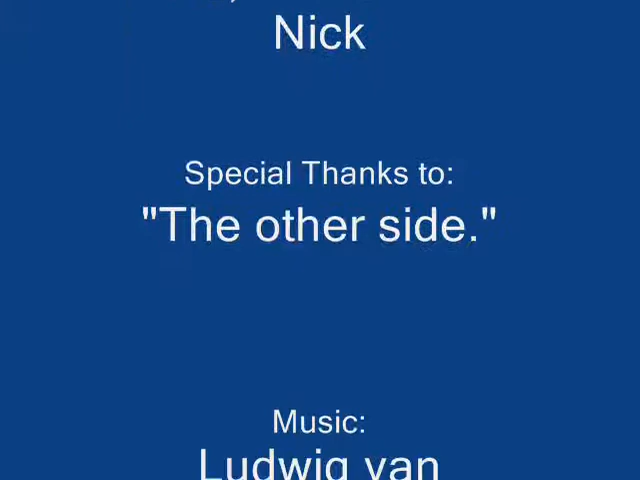 Nick
Special Thanks to:
"The other side."
Music:
Ludwig van